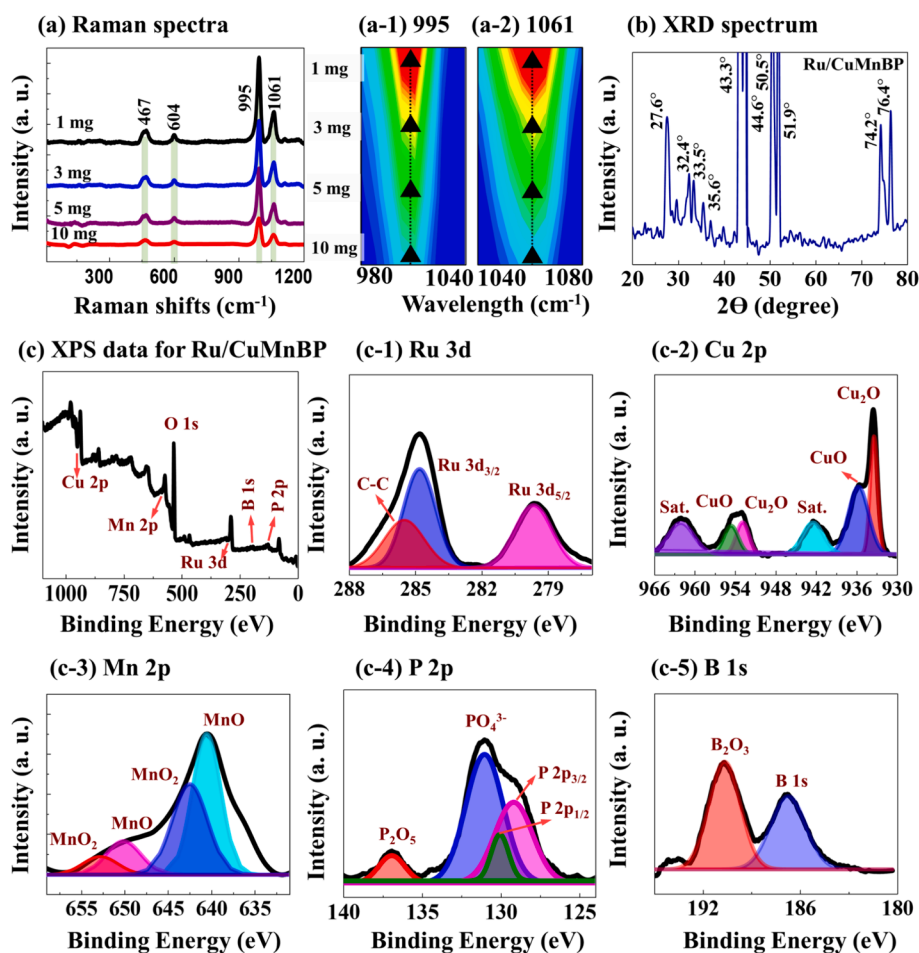 (a) Raman spectra
Intensity (a. u.)
467
604
995
1061
1 mg
3 mg
5 mg
10 mg
300 600 900 1200
Raman shifts (cm-1)
(a-1) 995
(a-2) 1061
1 mg
3 mg
5 mg
10 mg
980 1040
1040 1080
Wavelength (cm-1)
(b) XRD spectrum
Ru/CuMnBP
Intensity (a. u.)
27.6°
32.4°
33.5°
35.6°
43.3°
44.6°
50.5°
51.9°
74.2°
76.4°
20 30 40 50 60 70 80
2Θ (degree)
(c) XPS data for Ru/CuMnBP
Intensity (a. u.)
O 1s
Cu 2p
Mn 2p
Ru 3d
B 1s
P 2p
1000 750 500 250 0
Binding Energy (eV)
(c-1) Ru 3d
Intensity (a. u.)
C-C
Ru 3d3/2
Ru 3d5/2
288 285 282 279
Binding Energy (eV)
(c-2) Cu 2p
Intensity (a. u.)
Cu2O
CuO
Sat.
CuO
Cu2O
Sat.
966 960 954 948 942 936 930
Binding Energy (eV)
(c-3) Mn 2p
Intensity (a. u.)
MnO
MnO2
MnO
MnO2
655 650 645 640 635
Binding Energy (eV)
(c-4) P 2p
Intensity (a. u.)
PO43-
P 2p3/2
P 2p1/2
P2O5
140 136 132 128 124
Binding Energy (eV)
(c-5) B 1s
Intensity (a. u.)
B2O3
B 1s
192 186 180
Binding Energy (eV)